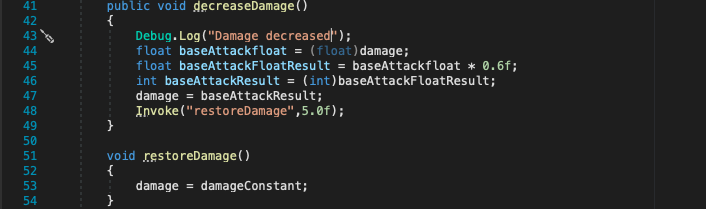 41 public void decreaseDamage()
42 {
43 Debug.Log("Damage decreased");
44 float baseAttackfloat = (float)damage;
45 float baseAttackFloatResult = baseAttackfloat * 0.6f;
46 int baseAttackResult = (int)baseAttackFloatResult;
47 damage = baseAttackResult;
48 Invoke("restoreDamage",5.0f);
49 }
50
51 void restoreDamage()
52 {
53 damage = damageConstant;
54 }